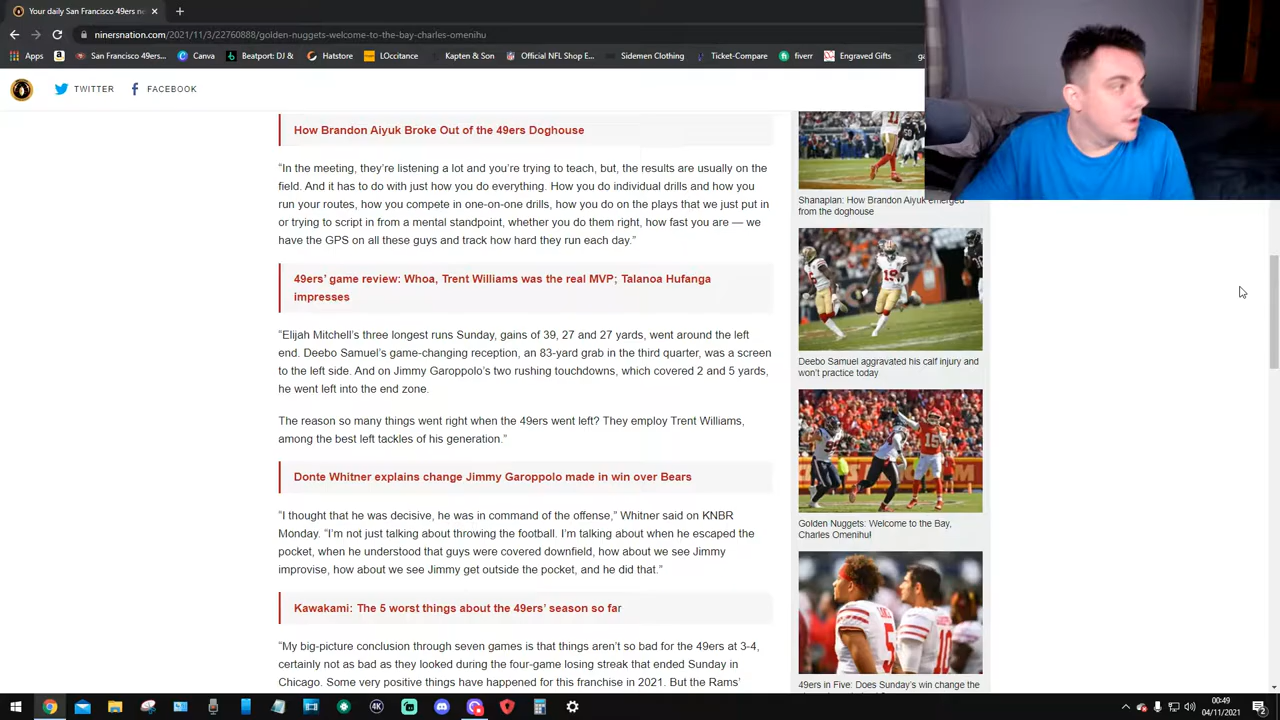 Your daily San Francisco 49ers ne
ninersnation.com/2021/11/3/22760888/golden-nuggets-welcome-to-the-bay-charles-omenihu
Apps
San Francisco 49ers...
Canva
Beatport: DJ &
Hatstore
LOccitane
Kapten & Son
Official NFL Shop E...
Sidemen Clothing
Ticket-Compare
fiverr
Engraved Gifts
TWITTER
FACEBOOK
How Brandon Aiyuk Broke Out of the 49ers Doghouse
“In the meeting, they’re listening a lot and you’re trying to teach, but, the results are usually on the
field. And it has to do with just how you do everything. How you do individual drills and how you
run your routes, how you compete in one-on-one drills, how you do on the plays that we just put in
or trying to script in from a mental standpoint, whether you do them right, how fast you are — we
have the GPS on all these guys and track how hard they run each day.”
49ers’ game review: Whoa, Trent Williams was the real MVP; Talanoa Hufanga
impresses
“Elijah Mitchell’s three longest runs Sunday, gains of 39, 27 and 27 yards, went around the left
end. Deebo Samuel’s game-changing reception, an 83-yard grab in the third quarter, was a screen
to the left side. And on Jimmy Garoppolo’s two rushing touchdowns, which covered 2 and 5 yards,
he went left into the end zone.
The reason so many things went right when the 49ers went left? They employ Trent Williams,
among the best left tackles of his generation.”
Donte Whitner explains change Jimmy Garoppolo made in win over Bears
“I thought that he was decisive, he was in command of the offense,” Whitner said on KNBR
Monday. “I’m not just talking about throwing the football. I’m talking about when he escaped the
pocket, when he understood that guys were covered downfield, how about we see Jimmy
improvise, how about we see Jimmy get outside the pocket, and he did that.”
Kawakami: The 5 worst things about the 49ers’ season so far
“My big-picture conclusion through seven games is that things aren’t so bad for the 49ers at 3-4,
certainly not as bad as they looked during the four-game losing streak that ended Sunday in
Chicago. Some very positive things have happened for this franchise in 2021. But the Rams’
Shanaplan: How Brandon Aiyuk emerged
from the doghouse
Deebo Samuel aggravated his calf injury and
won’t practice today
Golden Nuggets: Welcome to the Bay,
Charles Omenihu!
49ers in Five: Does Sunday’s win change the
00:49
04/11/2021